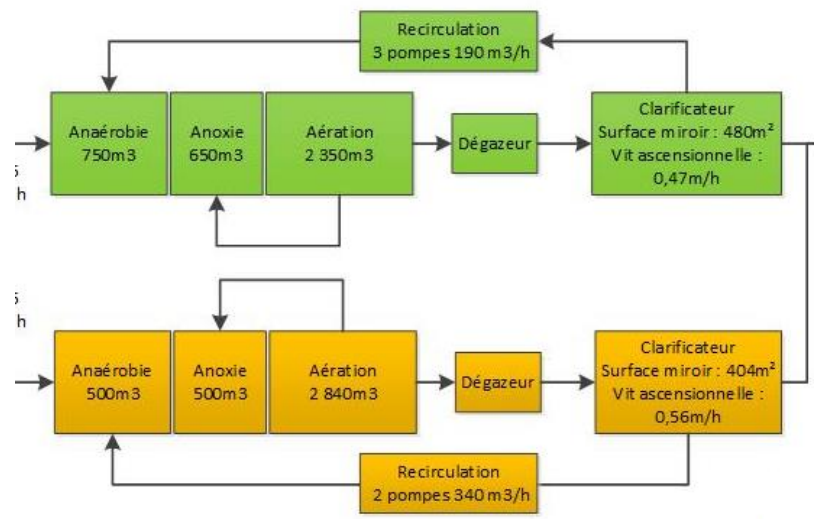 Recirculation
3 pompes 190 m3/h
Anaérobie
750m3
Anoxie
650m3
Aération
2 350m3
Dégazeur
Clarificateur
Surface miroir : 480m²
Vit ascensionnelle :
0,47m/h
h
h
Anaérobie
500m3
Anoxie
500m3
Aération
2 840m3
Dégazeur
Clarificateur
Surface miroir : 404m²
Vit ascensionnelle :
0,56m/h
Recirculation
2 pompes 340 m3/h